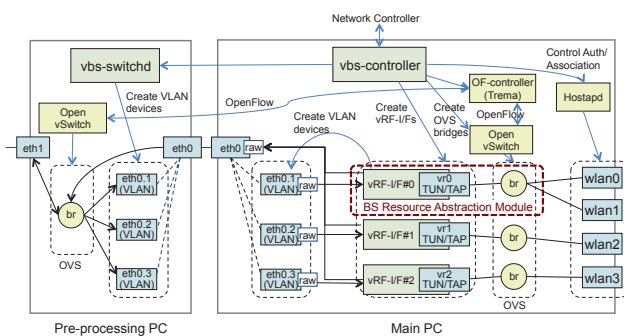 Network Controller
vbs-switchd
vbs-controller
Control Auth/
Association
OF-controller
(Trema)
Hostapd
Open
vSwitch
Create VLAN
devices
OpenFlow
Create VLAN
devices
Create
vRF-I/Fs
Create
OVS
bridges
OpenFlow
Open
vSwitch
eth1
eth0
eth0
raw
eth0.1
(VLAN)
br
eth0.2
(VLAN)
eth0.3
(VLAN)
OVS
eth0.1
(VLAN)
raw
vRF-I/F#0
vr0
TUN/TAP
br
BS Resource Abstraction Module
wlan0
wlan1
eth0.2
(VLAN)
raw
vRF-I/F#1
vr1
TUN/TAP
br
wlan2
eth0.3
(VLAN)
raw
vRF-I/F#2
vr2
TUN/TAP
br
wlan3
OVS
Pre-processing PC
Main PC